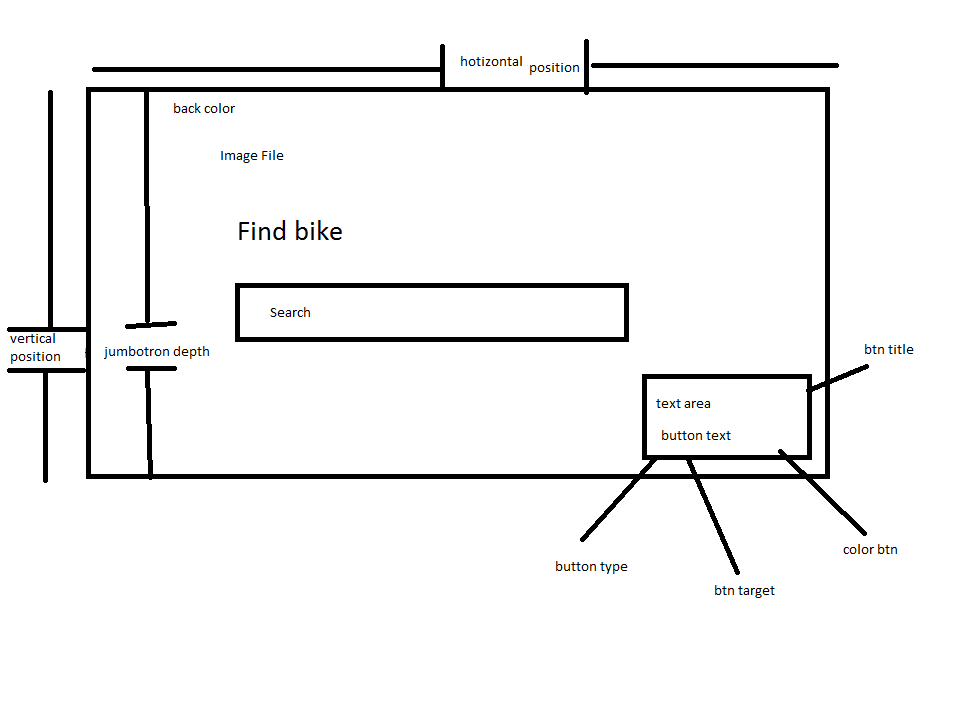 hotizontal position
back color
Image File
Find bike
Search
vertical
position
jumbotron depth
btn title
text area
button text
color btn
button type
btn target